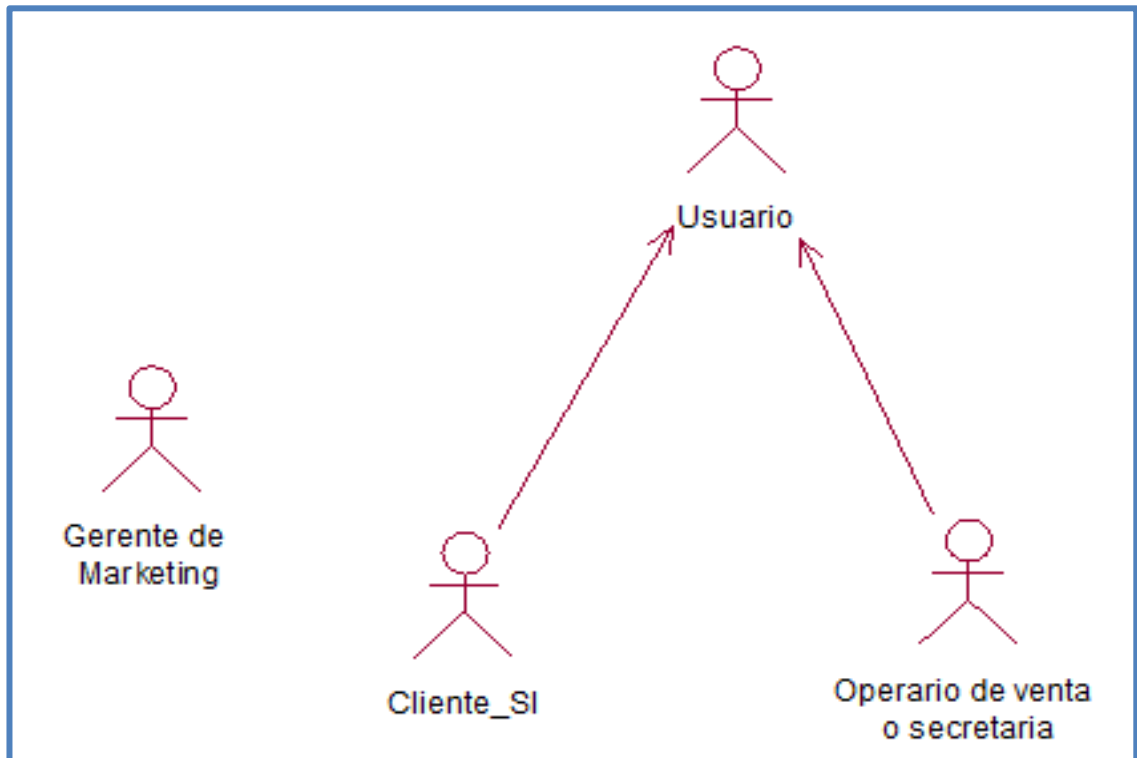 Usuario
Gerente de
Marketing
Cliente_SI
Operario de venta
o secretaria